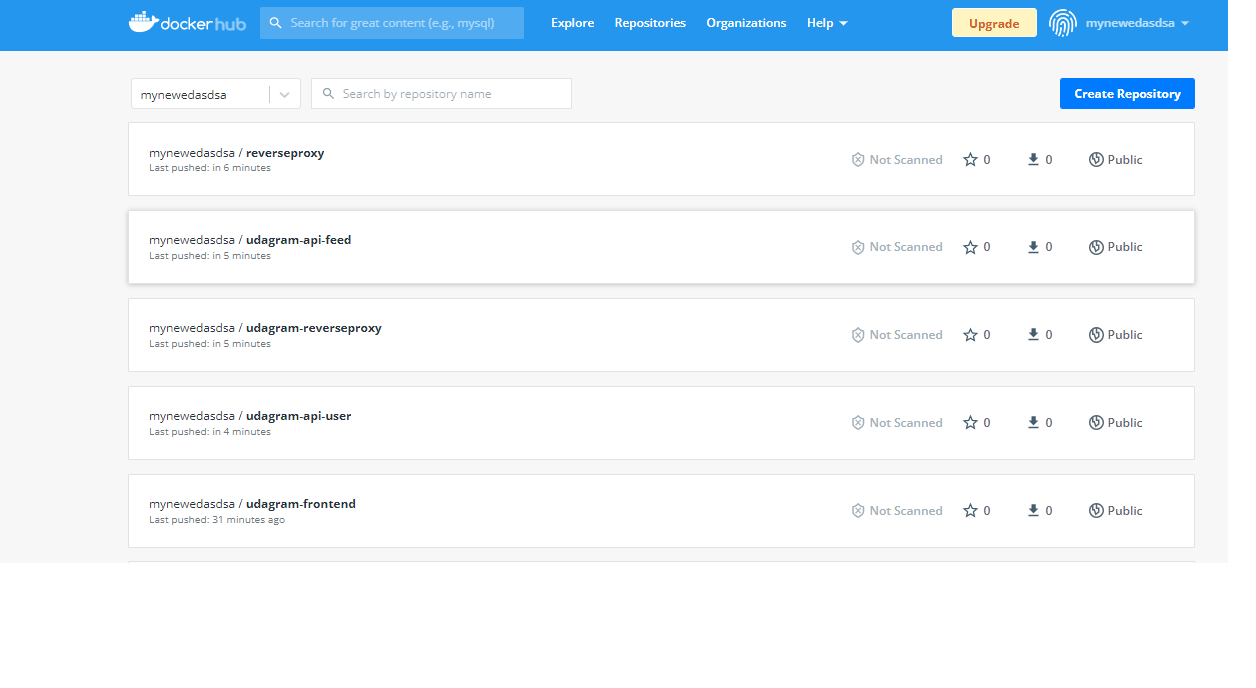 docker hub Search for great content (e.g., mysql) Explore Repositories Organizations Help Upgrade mynewedasdsa
mynewedasdsa Search by repository name Create Repository
mynewedasdsa / reverseproxy
Last pushed: in 6 minutes
Not Scanned 0 0 Public
mynewedasdsa / udagram-api-feed
Last pushed: in 5 minutes
Not Scanned 0 0 Public
mynewedasdsa / udagram-reverseproxy
Last pushed: in 5 minutes
Not Scanned 0 0 Public
mynewedasdsa / udagram-api-user
Last pushed: in 4 minutes
Not Scanned 0 0 Public
mynewedasdsa / udagram-frontend
Last pushed: 31 minutes ago
Not Scanned 0 0 Public